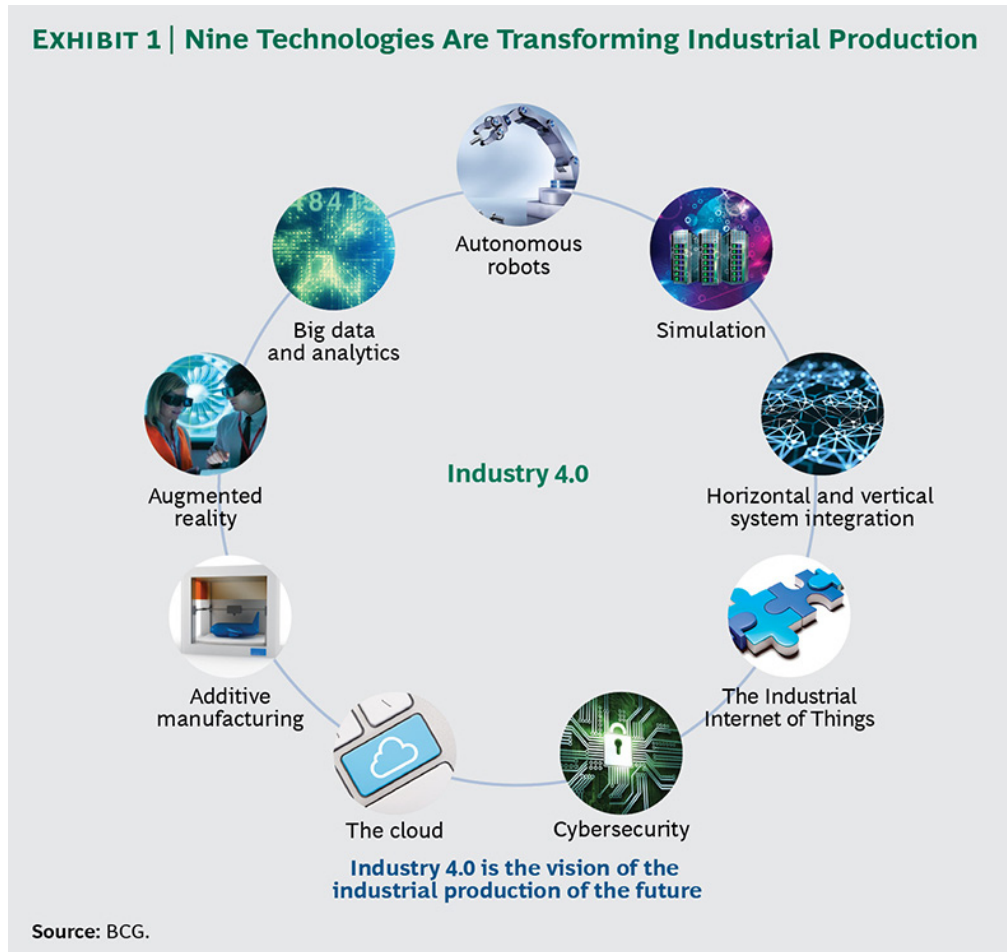 EXHIBIT 1 | Nine Technologies Are Transforming Industrial Production
48415
Autonomous
robots
Simulation
Horizontal and vertical
system integration
The Industrial
Internet of Things
Cybersecurity
The cloud
Additive
manufacturing
Augmented
reality
Big data
and analytics
Industry 4.0
Industry 4.0 is the vision of the
industrial production of the future
Source: BCG.